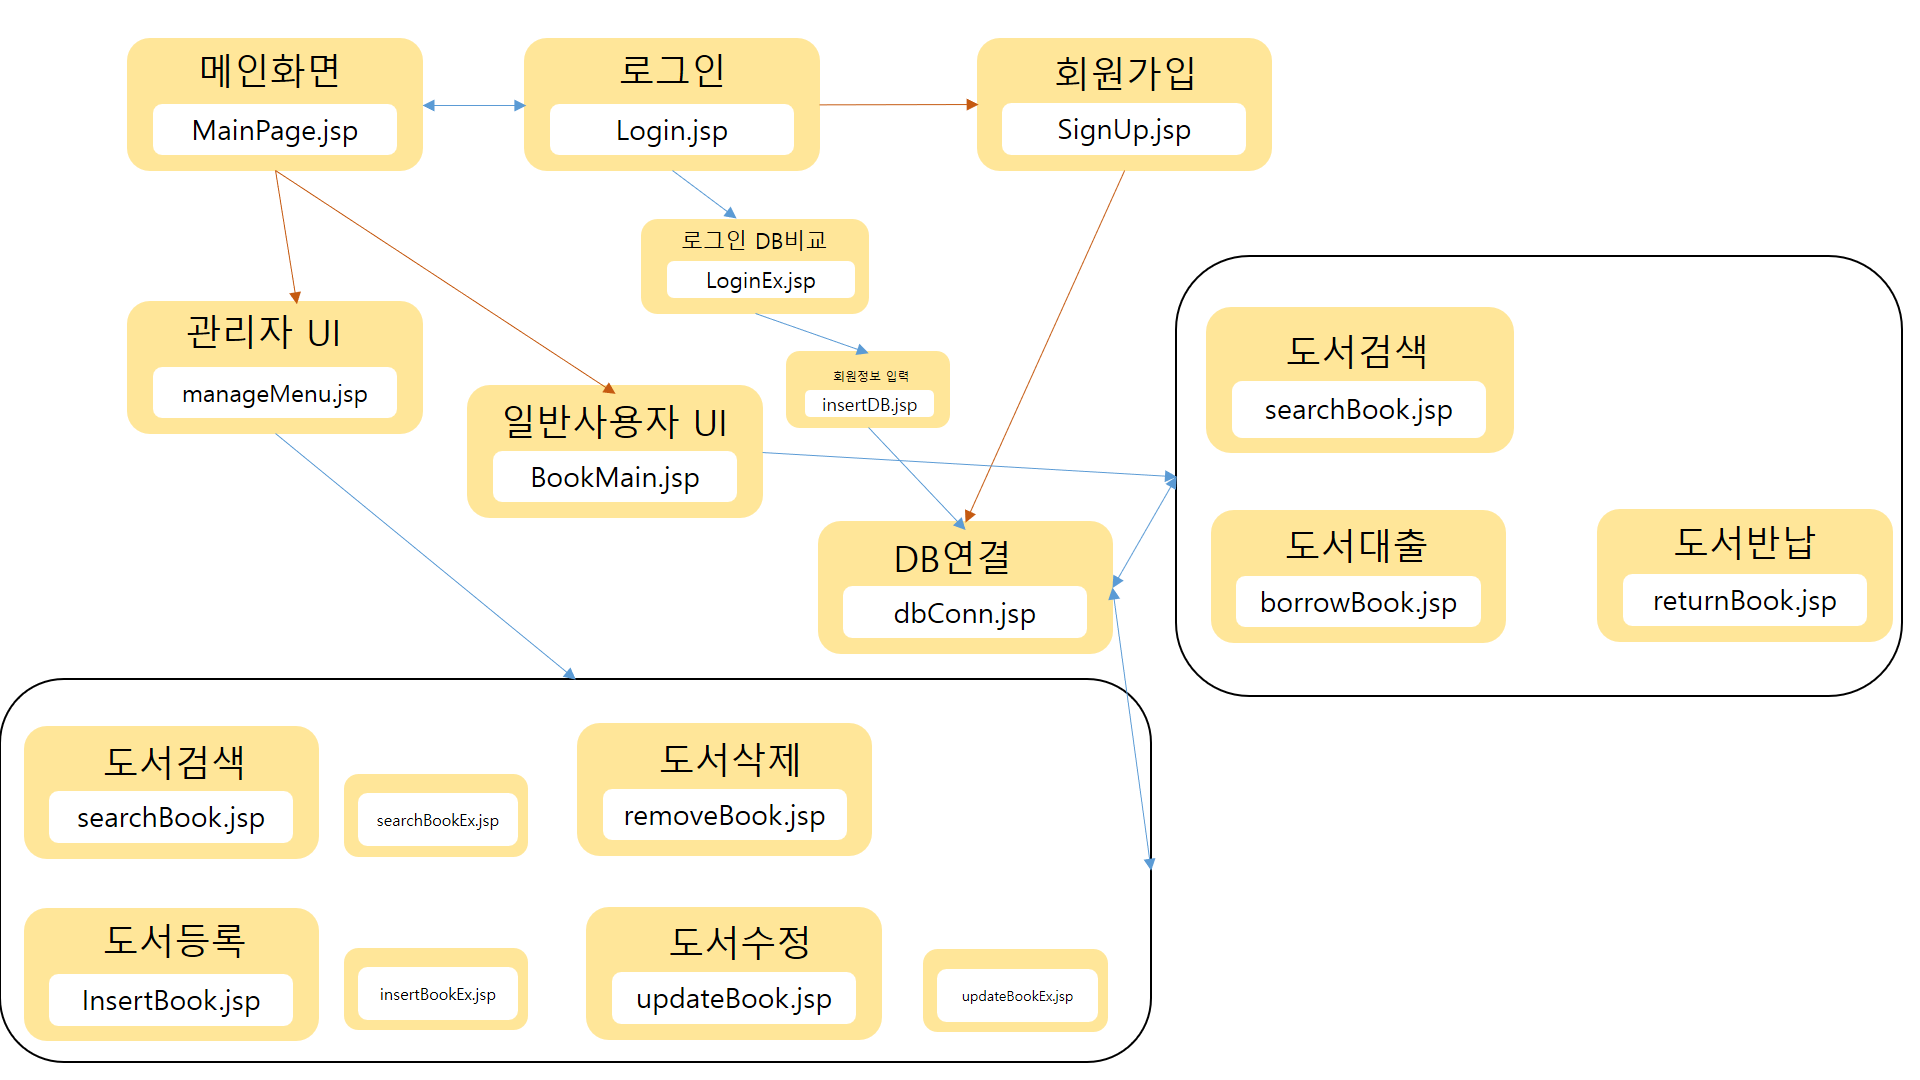 메인화면
MainPage.jsp
로그인
Login.jsp
회원가입
SignUp.jsp
로그인 DB비교
LoginEx.jsp
관리자 UI
manageMenu.jsp
회원정보 입력
insertDB.jsp
일반사용자 UI
BookMain.jsp
DB연결
dbConn.jsp
도서검색
searchBook.jsp
도서대출
borrowBook.jsp
도서반납
returnBook.jsp
도서검색
searchBook.jsp
searchBookEx.jsp
도서삭제
removeBook.jsp
도서등록
InsertBook.jsp
insertBookEx.jsp
도서수정
updateBook.jsp
updateBookEx.jsp